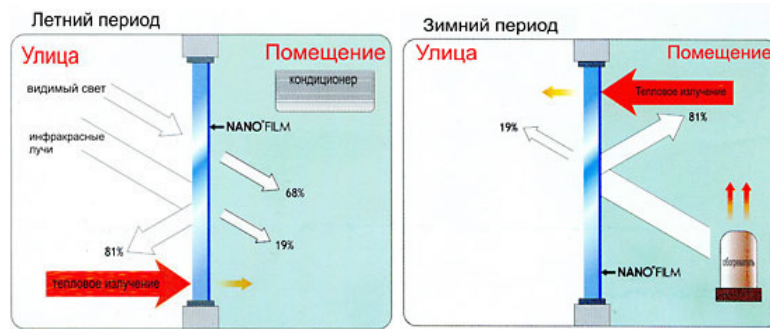 Летний период
Улица
Помещение
кондиционер
видимый свет
NANO°FILM
инфракрасные
лучи
68%
19%
81%
тепловое излучение
Зимний период
Улица
Помещение
Тепловое излучение
19%
81%
обогреватель
NANO°FILM